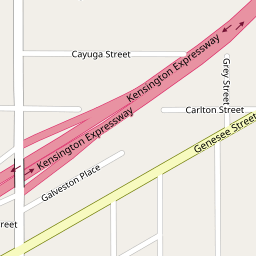 Kensington Expressway
Cayuga Street
Grey Street
Carlton Street
Kensington Expressway
Genesee Street
Galveston Place
reet